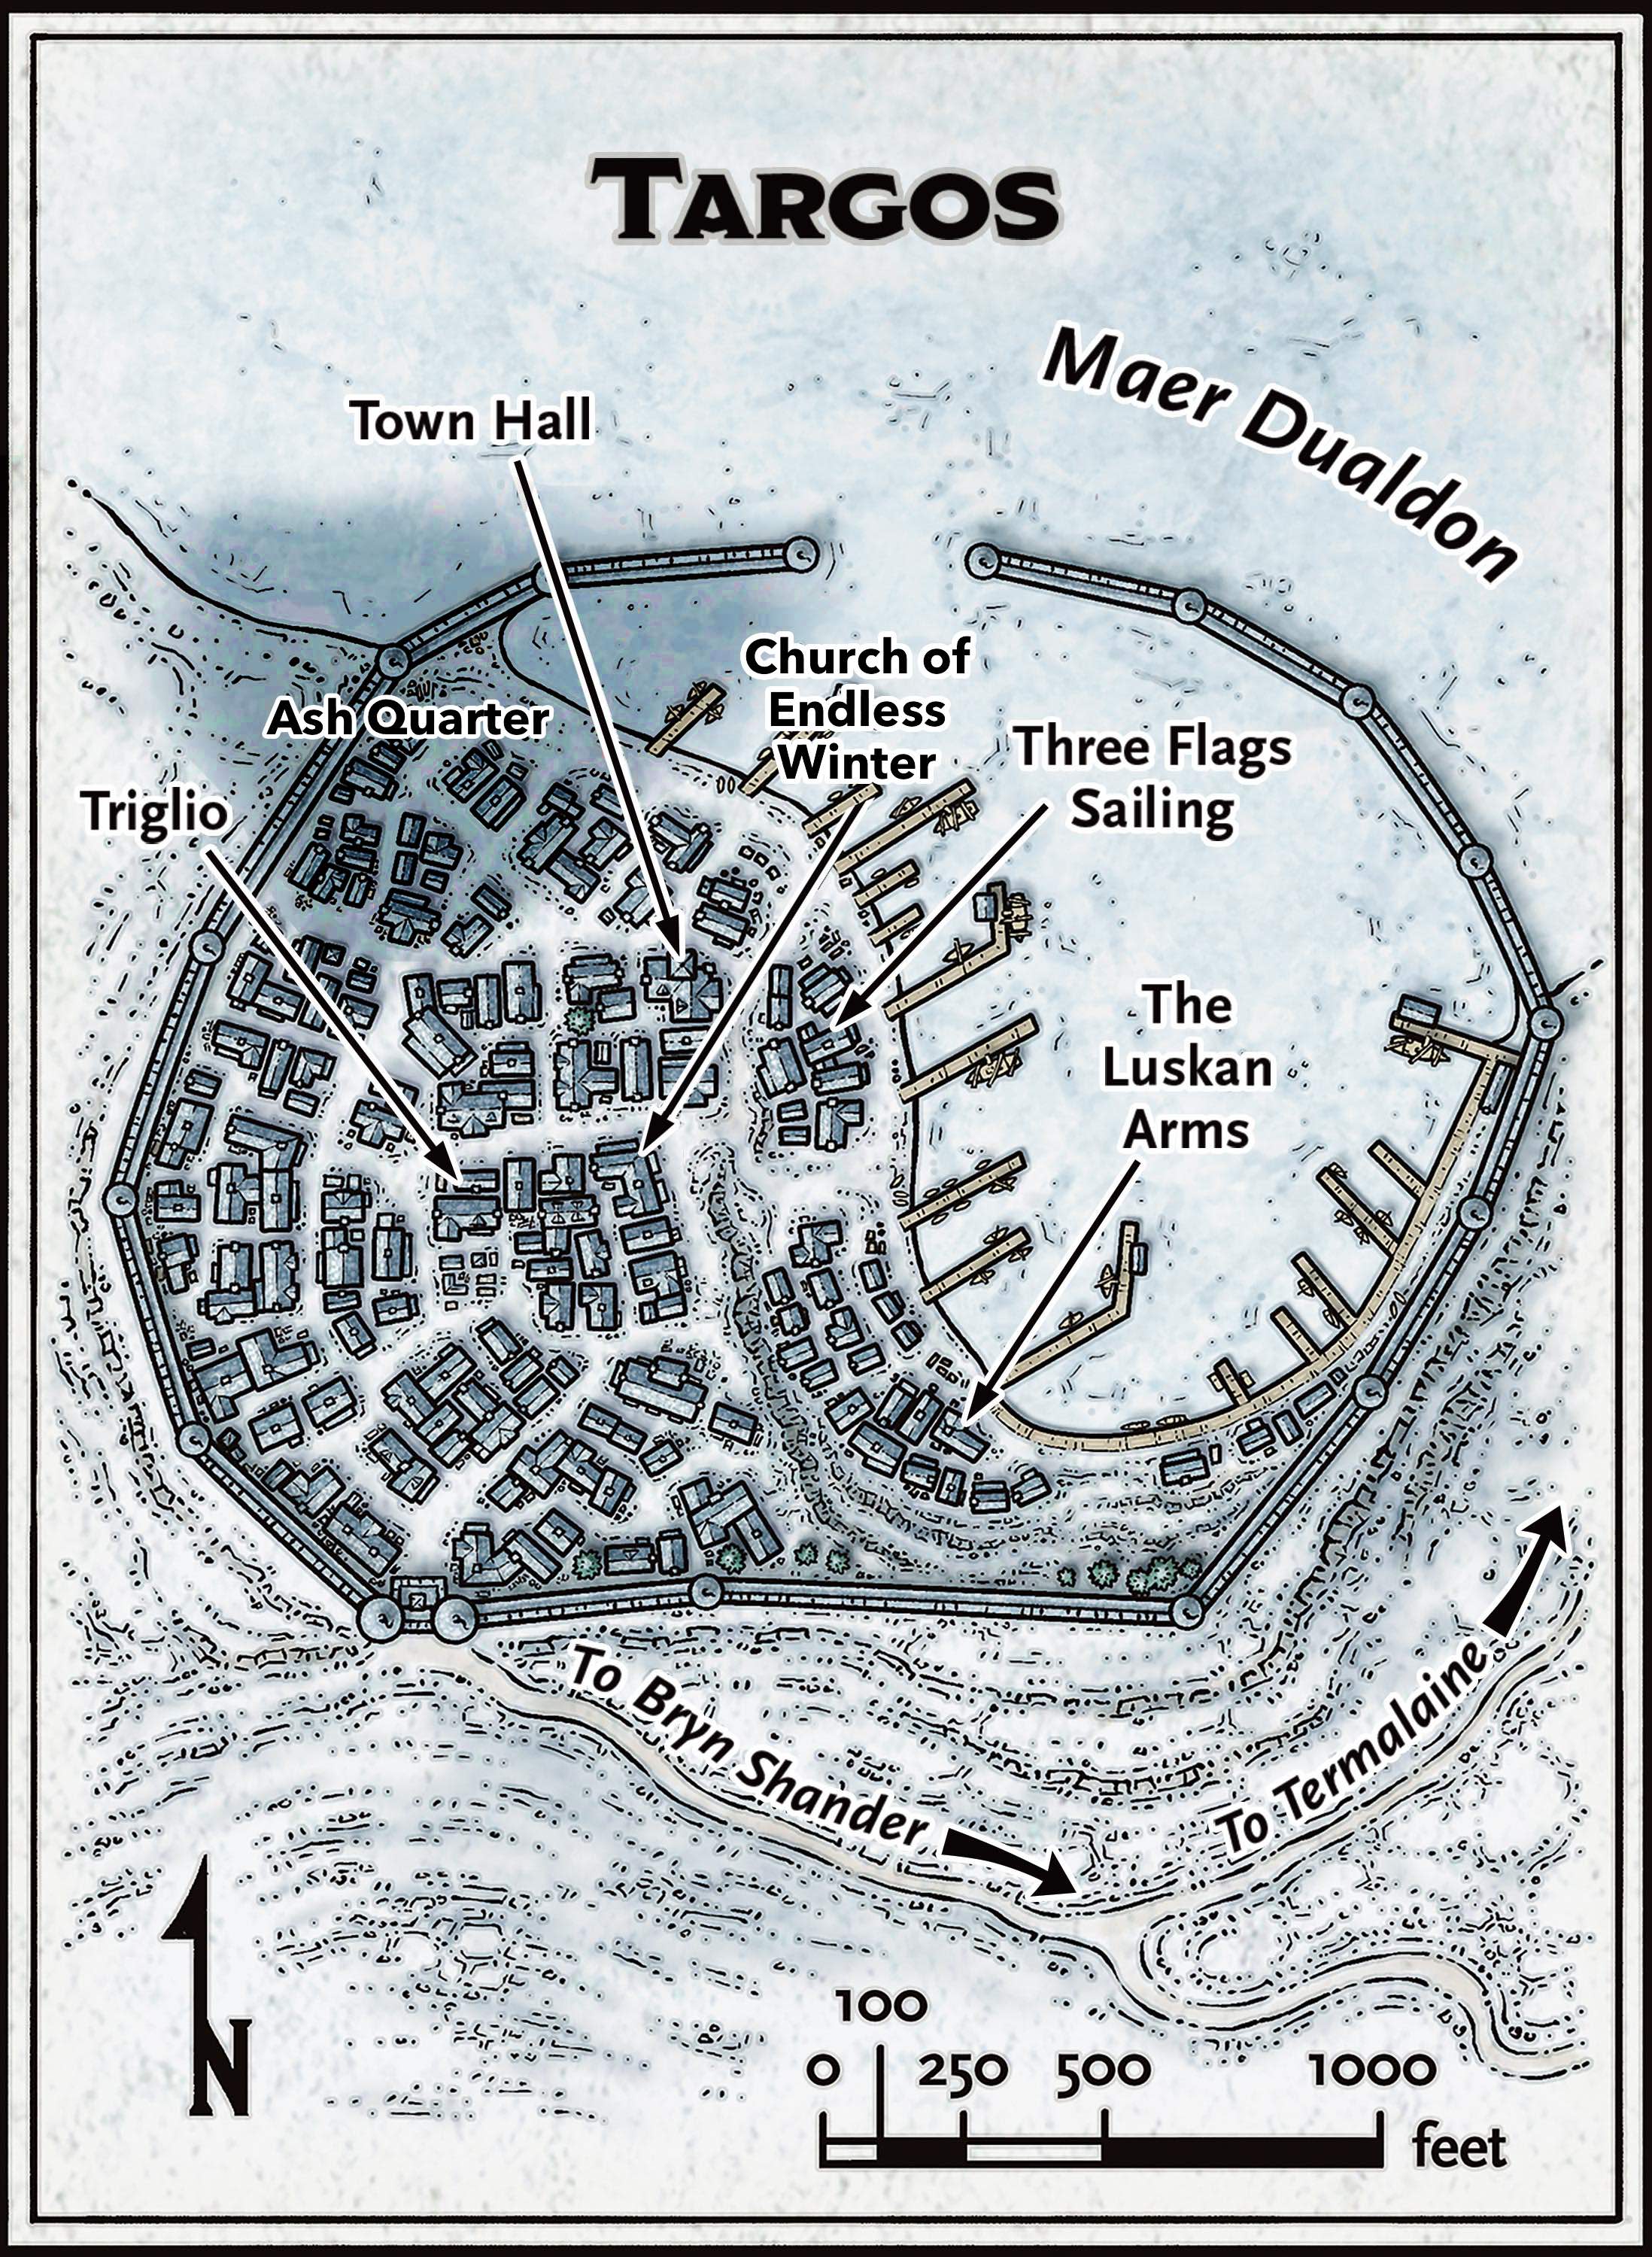 TARGOS
Maer Dualdon
Town Hall
Church of
Endless
Winter
Ash Quarter
Three Flags
Sailing
Triglio
The
Luskan
Arms
To Bryn Shander
To Termalaine
N
100
0 250 500 1000
feet